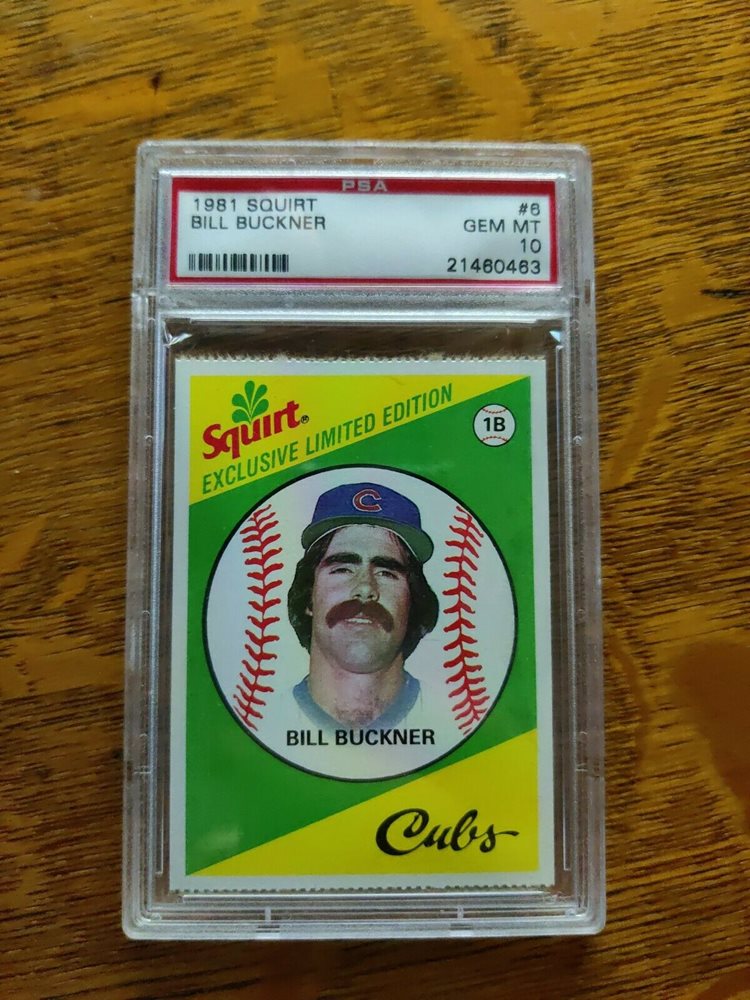 PSA
1981 SQUIRT #6
BILL BUCKNER GEM MT
10
21460463
Squirt®
EXCLUSIVE LIMITED EDITION
1B
C
BILL BUCKNER
Cubs